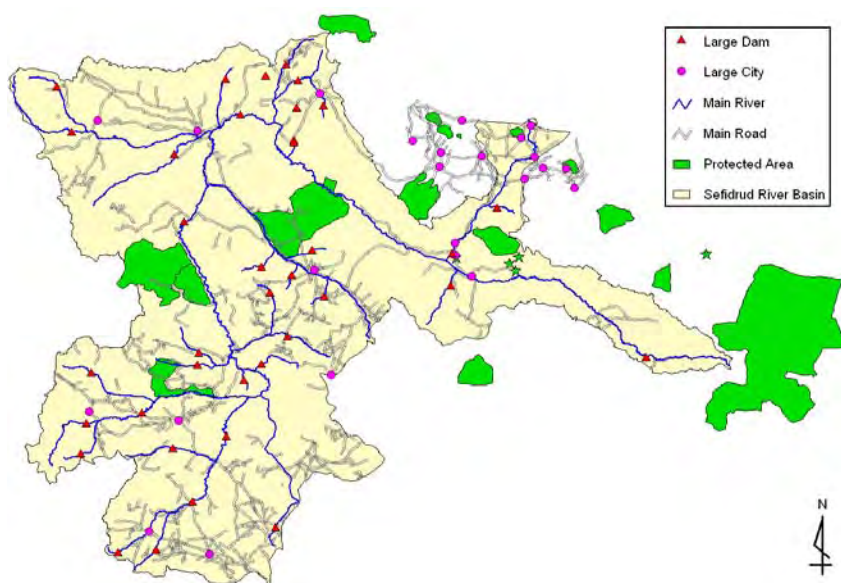 Large Dam
Large City
Main River
Main Road
Protected Area
Sefidrud River Basin
N